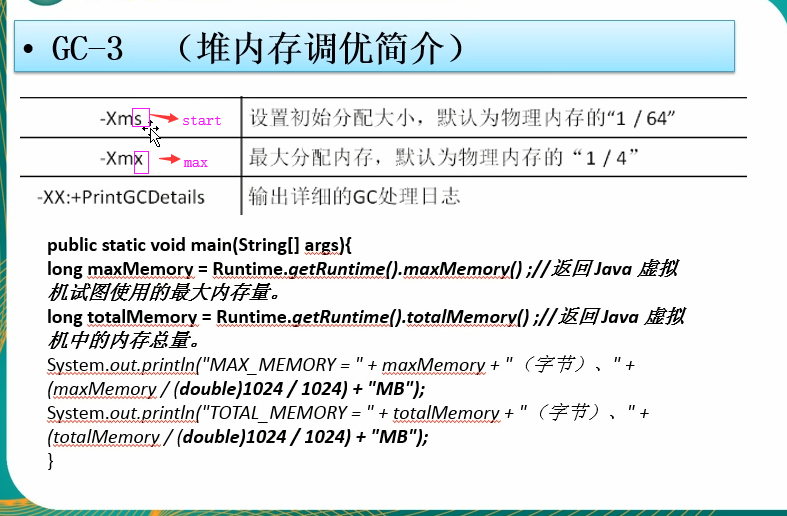 • GC-3 （堆内存调优简介）
-Xms start 设置初始分配大小，默认为物理内存的“1 / 64”
-Xmx max 最大分配内存，默认为物理内存的“1 / 4”
-XX:+PrintGCDetails 输出详细的GC处理日志
public static void main(String[] args){
long maxMemory = Runtime.getRuntime().maxMemory() ;//返回 Java 虚拟
机试图使用的最大内存量。
long totalMemory = Runtime.getRuntime().totalMemory() ;//返回 Java 虚拟
机中的内存总量。
System.out.println("MAX_MEMORY = " + maxMemory + "（字节）、" +
(maxMemory / (double)1024 / 1024) + "MB");
System.out.println("TOTAL_MEMORY = " + totalMemory + "（字节）、" +
(totalMemory / (double)1024 / 1024) + "MB");
}